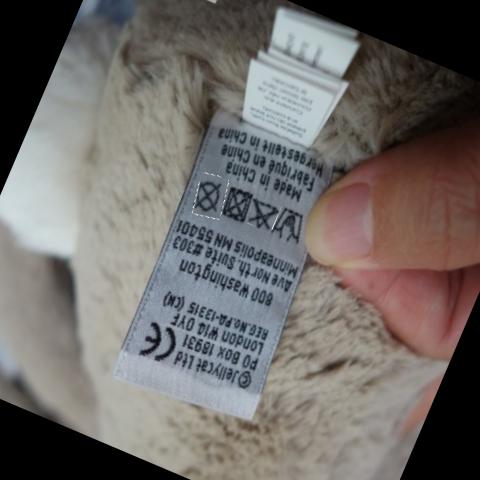 ©Jellycat Ltd
PO BOX 18931
London W14 0YF
REG.No.PA-13315 (CN)
CE
800 Washington
Ave North Suite #303
Minneapolis MN 55401
Made in China
Fabriqué en Chine
Hergestellt in China